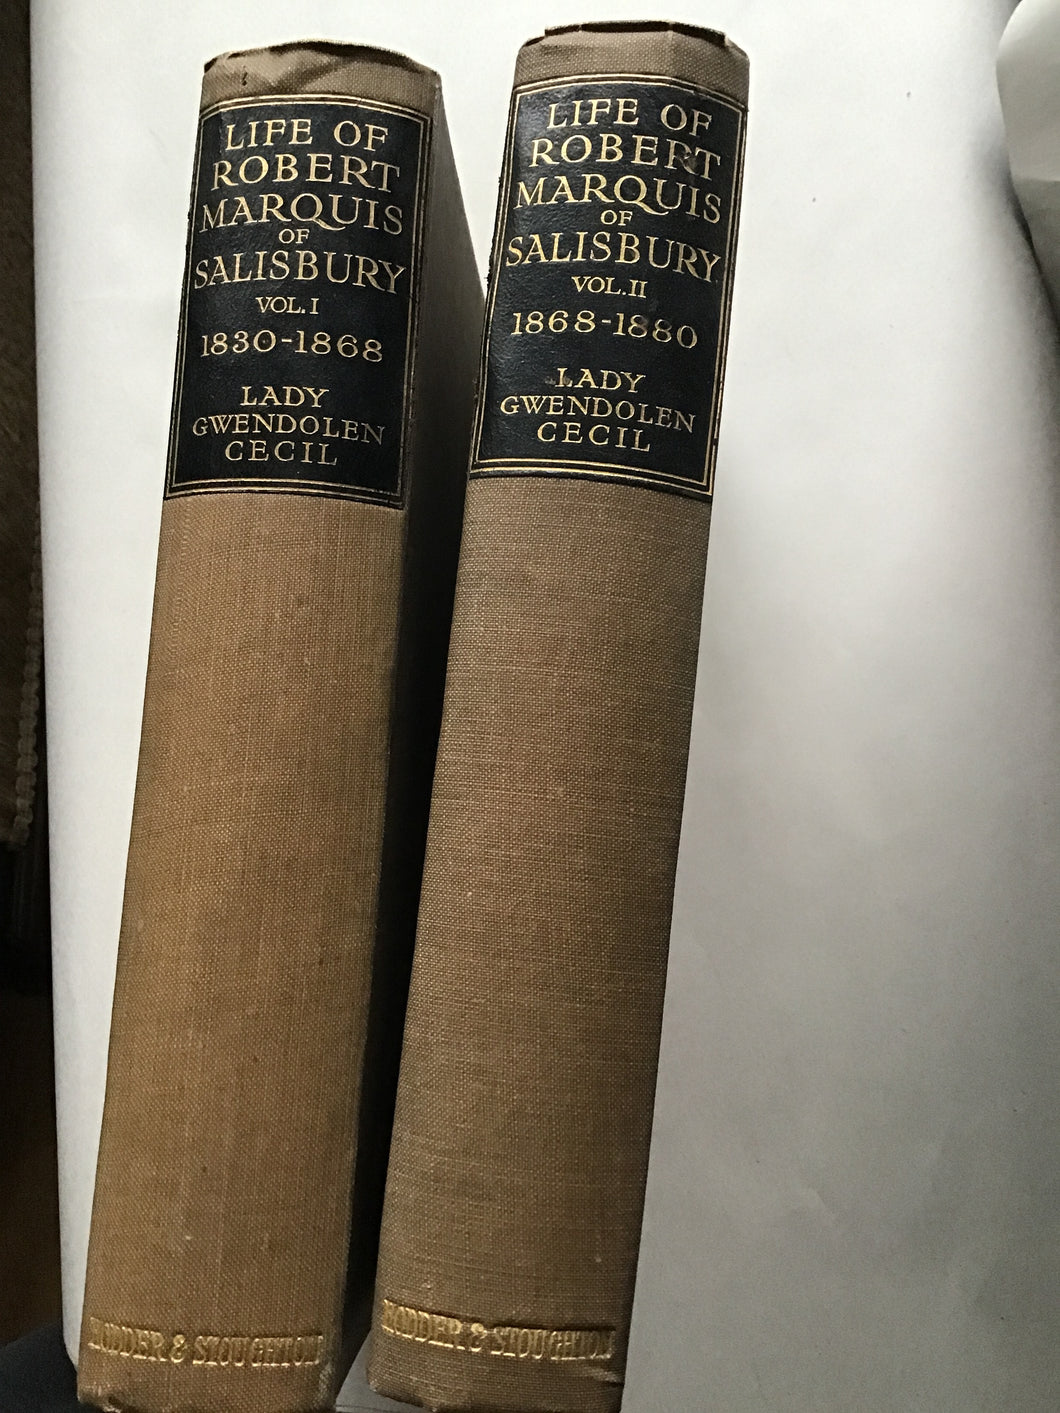 LIFE OF
ROBERT
MARQUIS
OF
SALISBURY
VOL. I
1830-1868
LADY
GWENDOLEN
CECIL
HODDER & STOUGHTON
LIFE OF
ROBERT
MARQUIS
OF
SALISBURY
VOL. II
1868-1880
LADY
GWENDOLEN
CECIL
HODDER & STOUGHTON